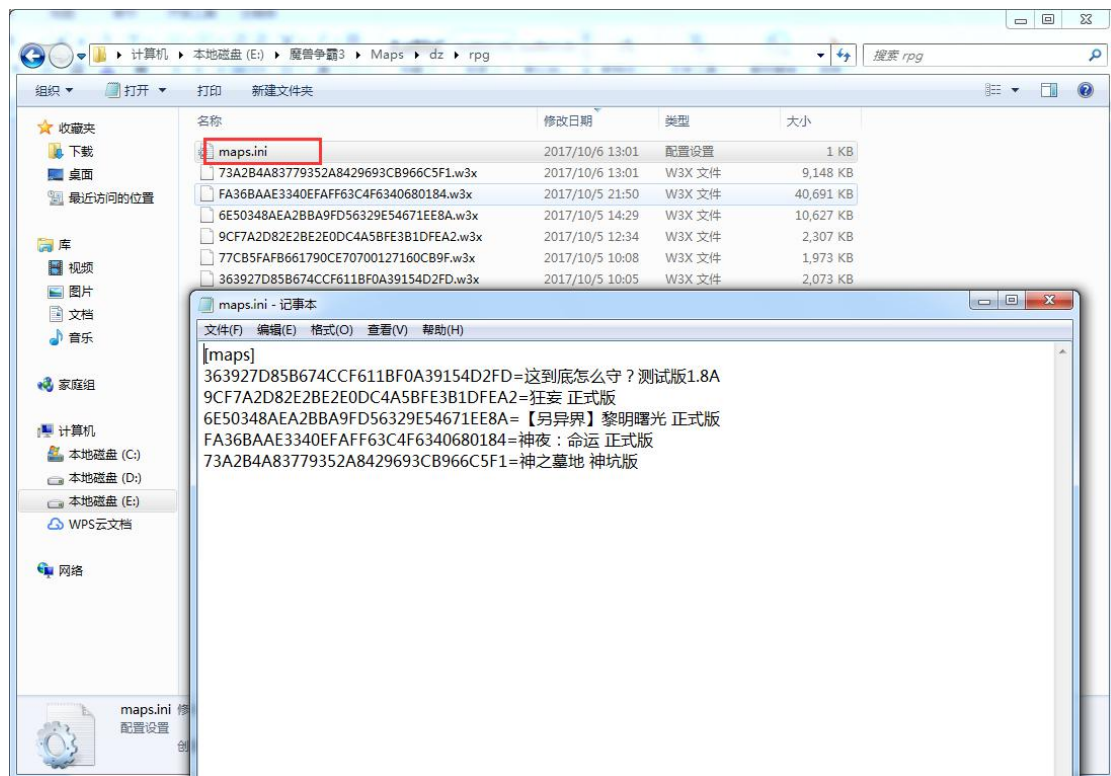 计算机 ▸ 本地磁盘 (E:) ▸ 魔兽争霸3 ▸ Maps ▸ dz ▸ rpg
搜索 rpg
组织 打开 打印 新建文件夹
名称 修改日期 类型 大小
收藏夹
下载
桌面
最近访问的位置
库
视频
图片
文档
音乐
家庭组
计算机
本地磁盘 (C:)
本地磁盘 (D:)
本地磁盘 (E:)
WPS云文档
网络
maps.ini 2017/10/6 13:01 配置设置 1 KB
73A2B4A83779352A8429693CB966C5F1.w3x 2017/10/6 13:01 W3X 文件 9,148 KB
FA36BAAE3340EFAFF63C4F6340680184.w3x 2017/10/5 21:50 W3X 文件 40,691 KB
6E50348AEA2BBA9FD56329E54671EE8A.w3x 2017/10/5 14:29 W3X 文件 10,627 KB
9CF7A2D82E2BE2E0DC4A5BFE3B1DFEA2.w3x 2017/10/5 12:34 W3X 文件 2,307 KB
77CB5FAFB661790CE70700127160CB9F.w3x 2017/10/5 10:08 W3X 文件 1,973 KB
363927D85B674CCF611BF0A39154D2FD.w3x 2017/10/5 10:05 W3X 文件 2,073 KB
maps.ini - 记事本
文件(F) 编辑(E) 格式(O) 查看(V) 帮助(H)
[maps]
363927D85B674CCF611BF0A39154D2FD=这到底怎么守？测试版1.8A
9CF7A2D82E2BE2E0DC4A5BFE3B1DFEA2=狂妄 正式版
6E50348AEA2BBA9FD56329E54671EE8A=【另异界】黎明曙光 正式版
FA36BAAE3340EFAFF63C4F6340680184=神夜：命运 正式版
73A2B4A83779352A8429693CB966C5F1=神之墓地 神坑版
maps.ini
配置设置